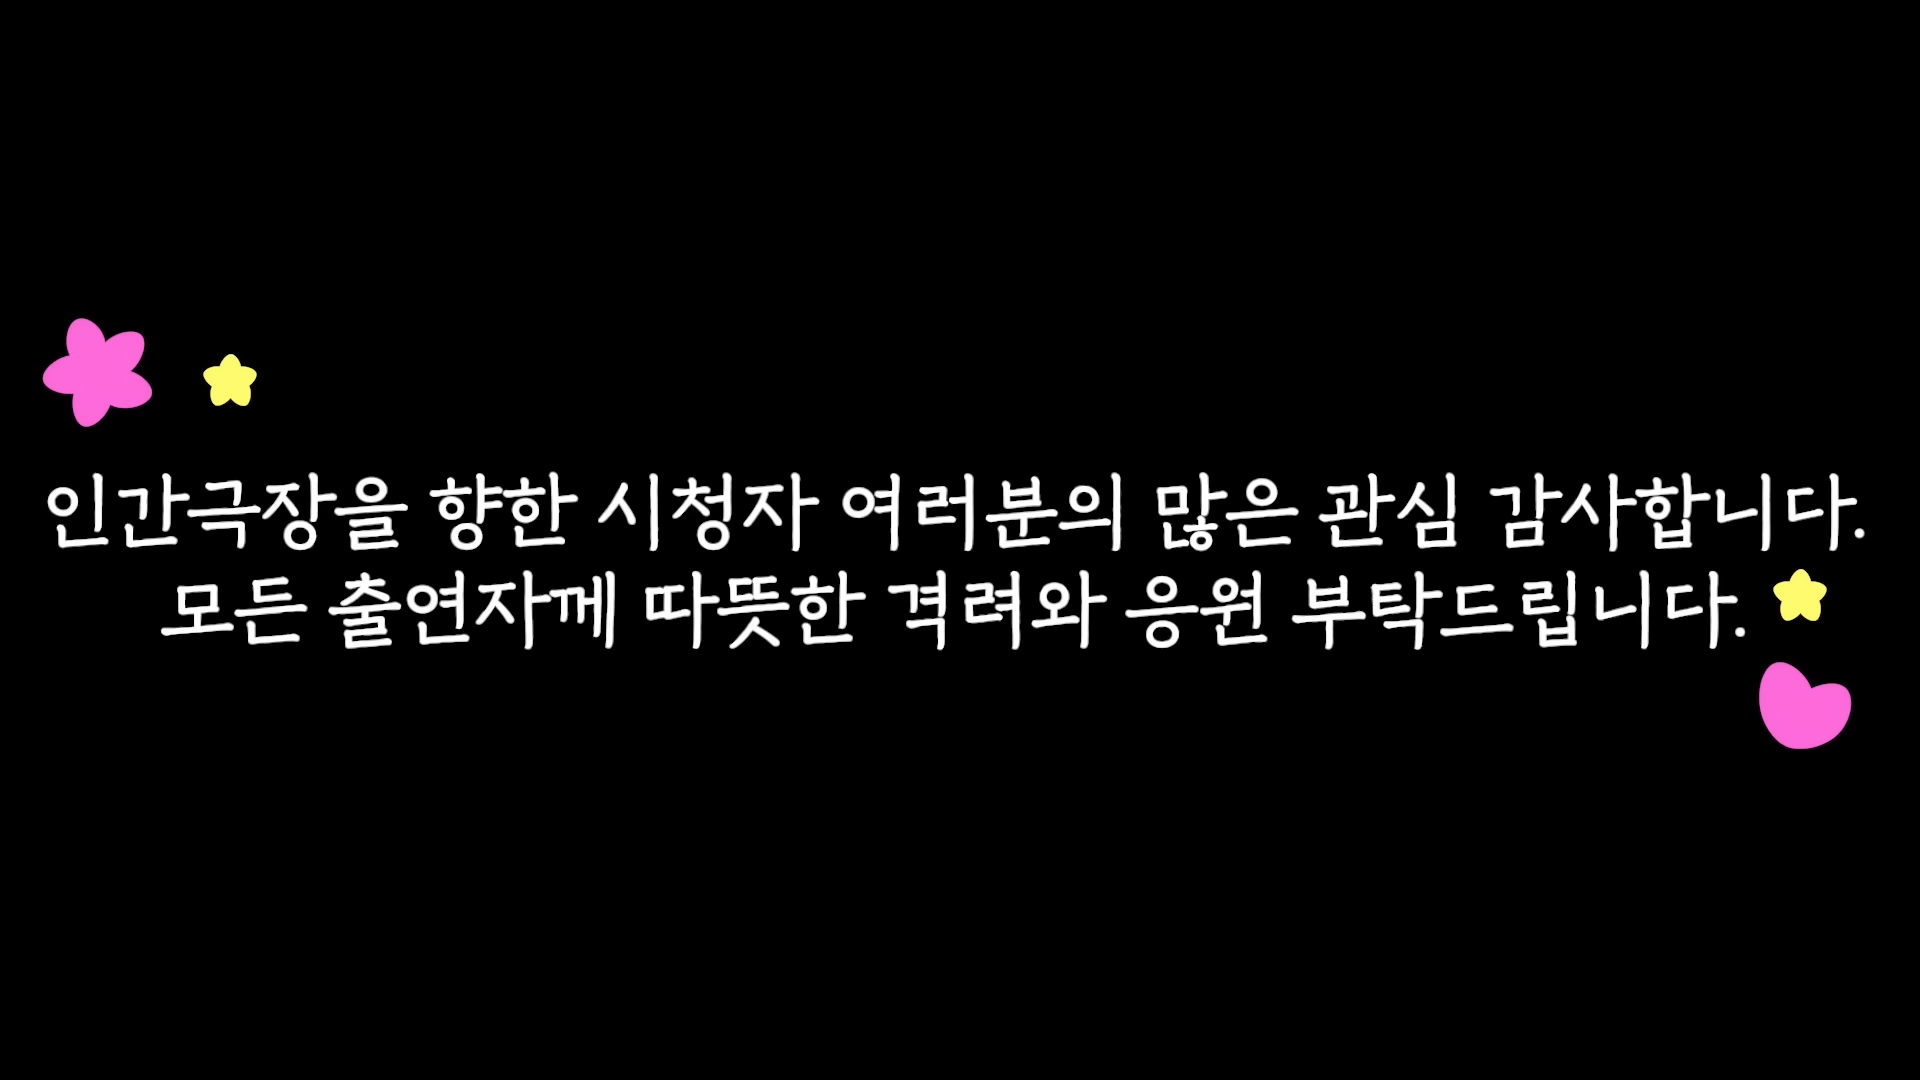 인간극장을 향한 시청자 여러분의 많은 관심 감사합니다.
모든 출연자께 따뜻한 격려와 응원 부탁드립니다.